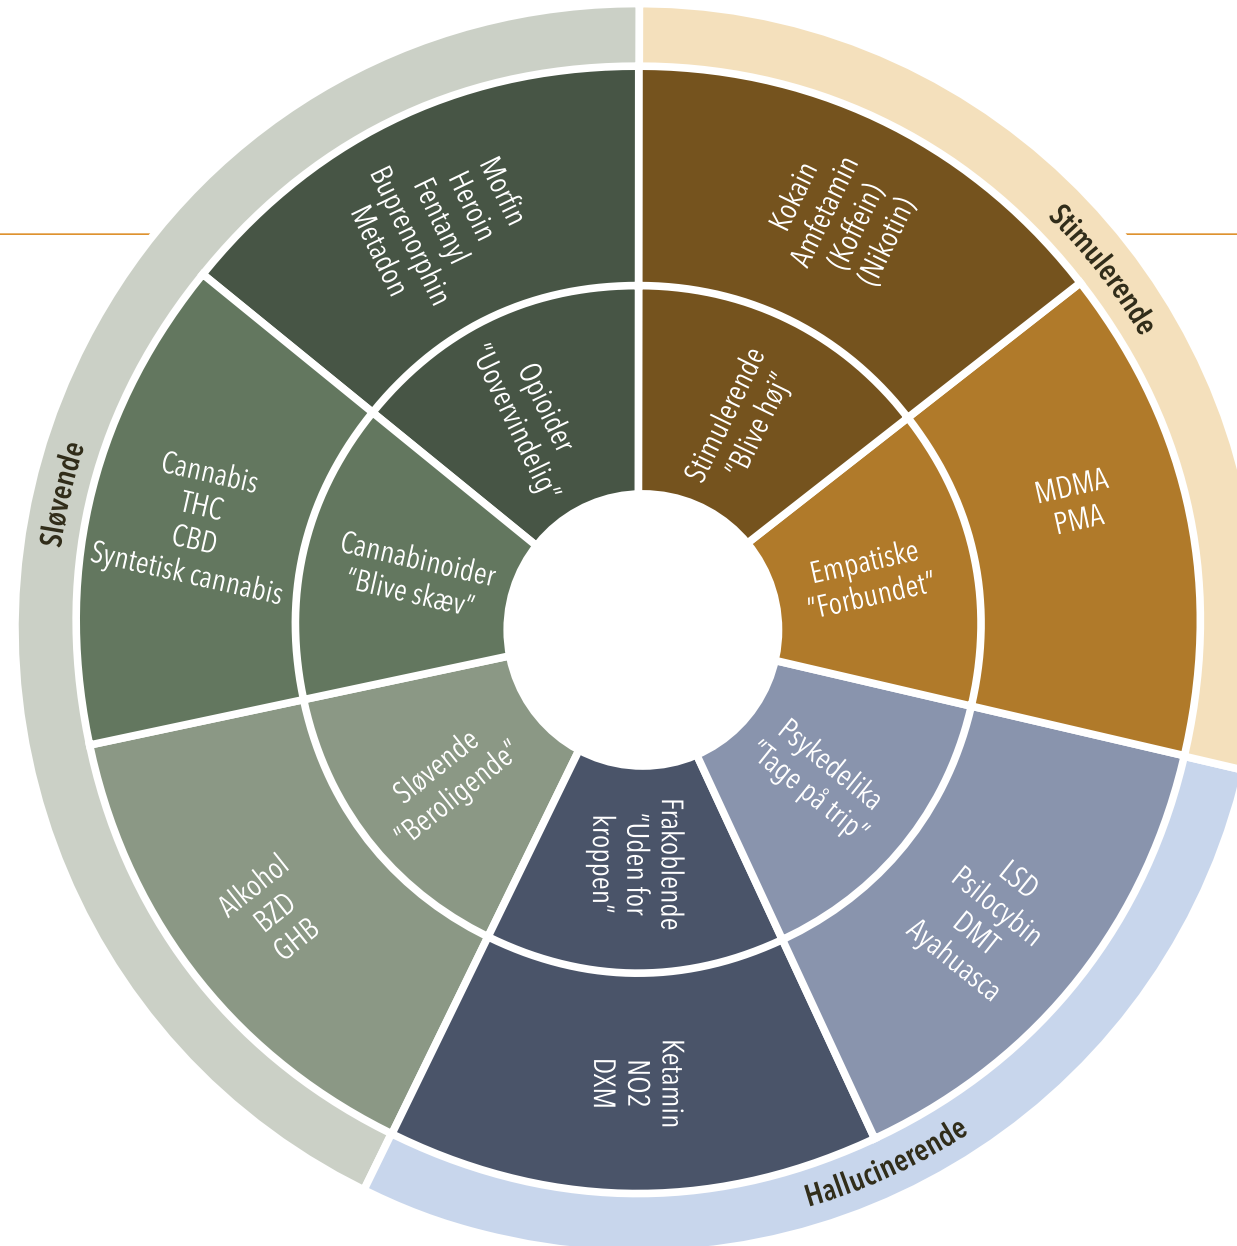 Stimulerende
Kokain
Amfetamin
(Koffein)
(Nikotin)
Stimulerende
"Blive høj"
MDMA
PMA
Empatiske
"Forbundet"
Hallucinerende
LSD
Psilocybin
DMT
Ayahuasca
Psykedelika
"Tage på trip"
Ketamin
NO2
DXM
Frakoblende
"Uden for
kroppen"
Sløvende
Alkohol
BZD
GHB
Sløvende
"Beroligende"
Cannabis
THC
CBD
Syntetisk cannabis
Cannabinoider
"Blive skæv"
Morfin
Heroin
Fentanyl
Buprenorphin
Metadon
Opioider
"Uovervindelig"